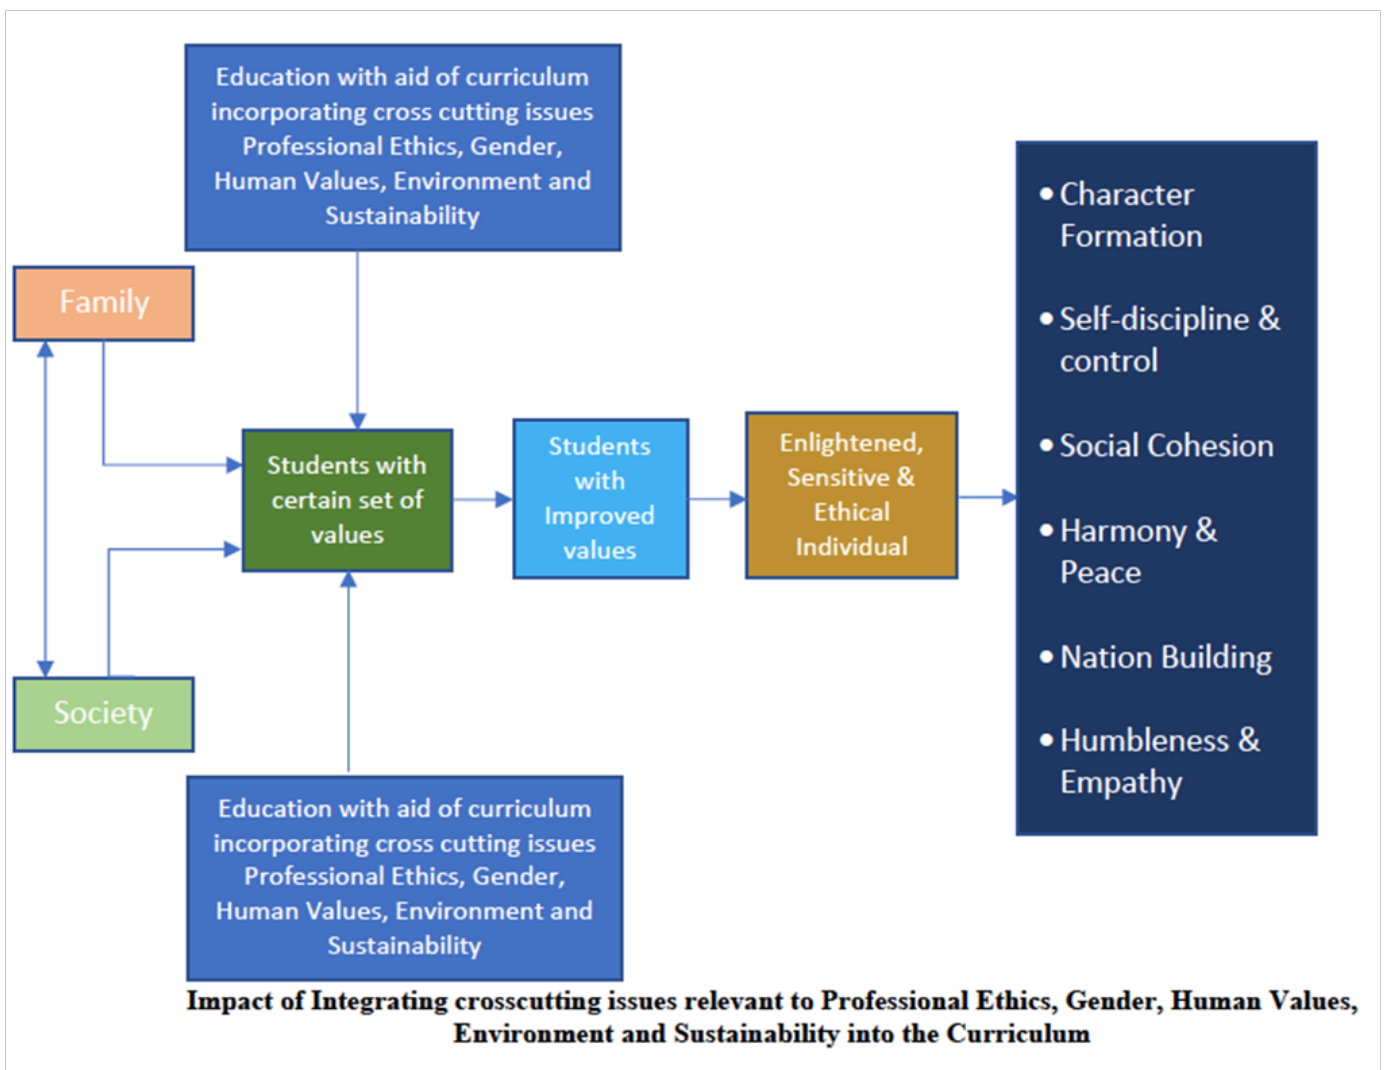 Education with aid of curriculum
incorporating cross cutting issues
Professional Ethics, Gender,
Human Values, Environment and
Sustainability
Family
Students with
certain set of
values
Students
with
Improved
values
Enlightened,
Sensitive &
Ethical
Individual
• Character
Formation
• Self-discipline &
control
• Social Cohesion
• Harmony &
Peace
• Nation Building
• Humbleness &
Empathy
Society
Education with aid of curriculum
incorporating cross cutting issues
Professional Ethics, Gender,
Human Values, Environment and
Sustainability
Impact of Integrating crosscutting issues relevant to Professional Ethics, Gender, Human Values,
Environment and Sustainability into the Curriculum